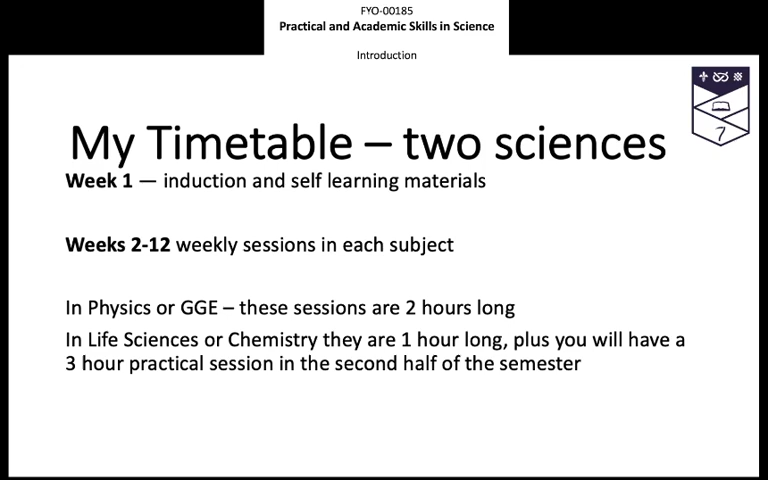 FYO-00185
Practical and Academic Skills in Science
Introduction
My Timetable – two sciences
Week 1 — induction and self learning materials
Weeks 2-12 weekly sessions in each subject
In Physics or GGE – these sessions are 2 hours long
In Life Sciences or Chemistry they are 1 hour long, plus you will have a
3 hour practical session in the second half of the semester